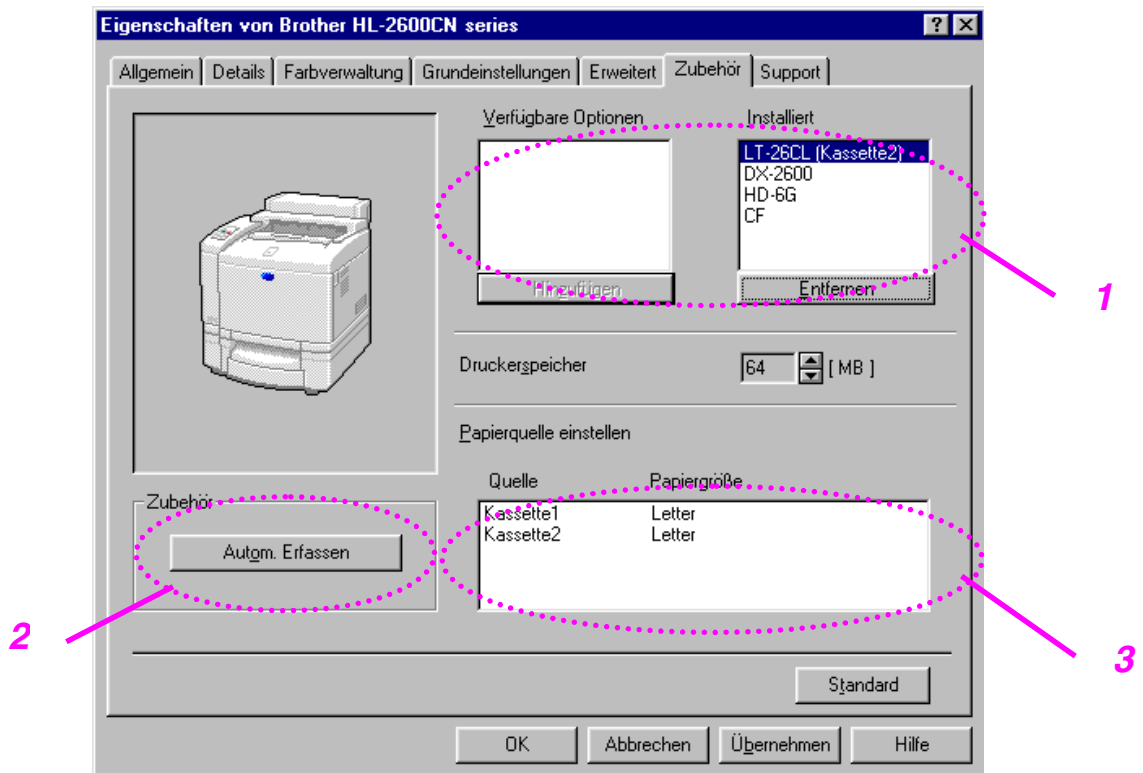 Eigenschaften von Brother HL-2600CN series
Allgemein Details Farbverwaltung Grundeinstellungen Erweitert Zubehör Support
Verfügbare Optionen Installiert
LT-26CL (Kassette2)
DX-2600
HD-6G
CF
Hinzufügen Entfernen
1
Druckerspeicher 64 [ MB ]
Papierquelle einstellen
Quelle Papiergröße
Kassette1 Letter
Kassette2 Letter
Zubehör
Autom. Erfassen
2
3
Standard
OK Abbrechen Übernehmen Hilfe